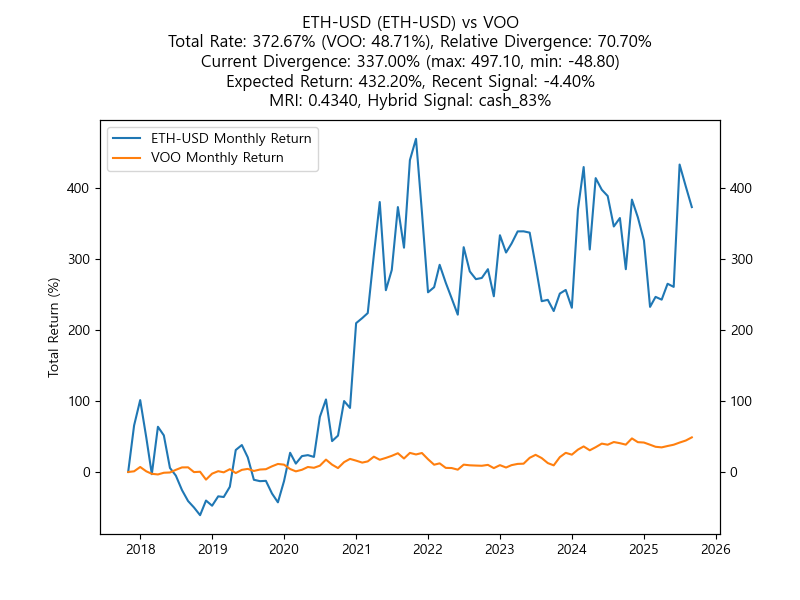 ETH-USD (ETH-USD) vs VOO
Total Rate: 372.67% (VOO: 48.71%), Relative Divergence: 70.70%
Current Divergence: 337.00% (max: 497.10, min: -48.80)
Expected Return: 432.20%, Recent Signal: -4.40%
MRI: 0.4340, Hybrid Signal: cash_83%
ETH-USD Monthly Return
VOO Monthly Return
Total Return (%)
400
300
200
100
0
400
300
200
100
0
2018 2019 2020 2021 2022 2023 2024 2025 2026